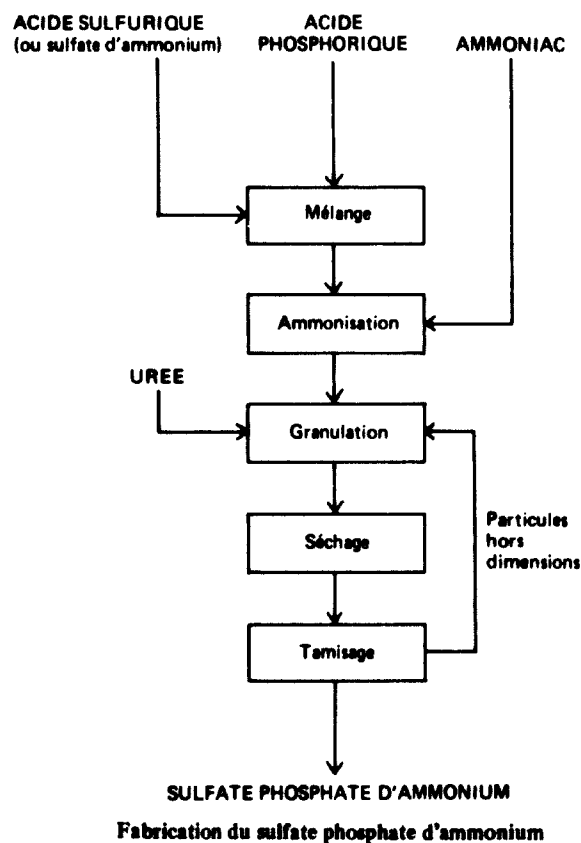 ACIDE SULFURIQUE
(ou sulfate d'ammonium)
ACIDE
PHOSPHORIQUE
AMMONIAC
Mélange
Ammonisation
UREE
Granulation
Séchage
Particules
hors
dimensions
Tamisage
SULFATE PHOSPHATE D'AMMONIUM
Fabrication du sulfate phosphate d'ammonium